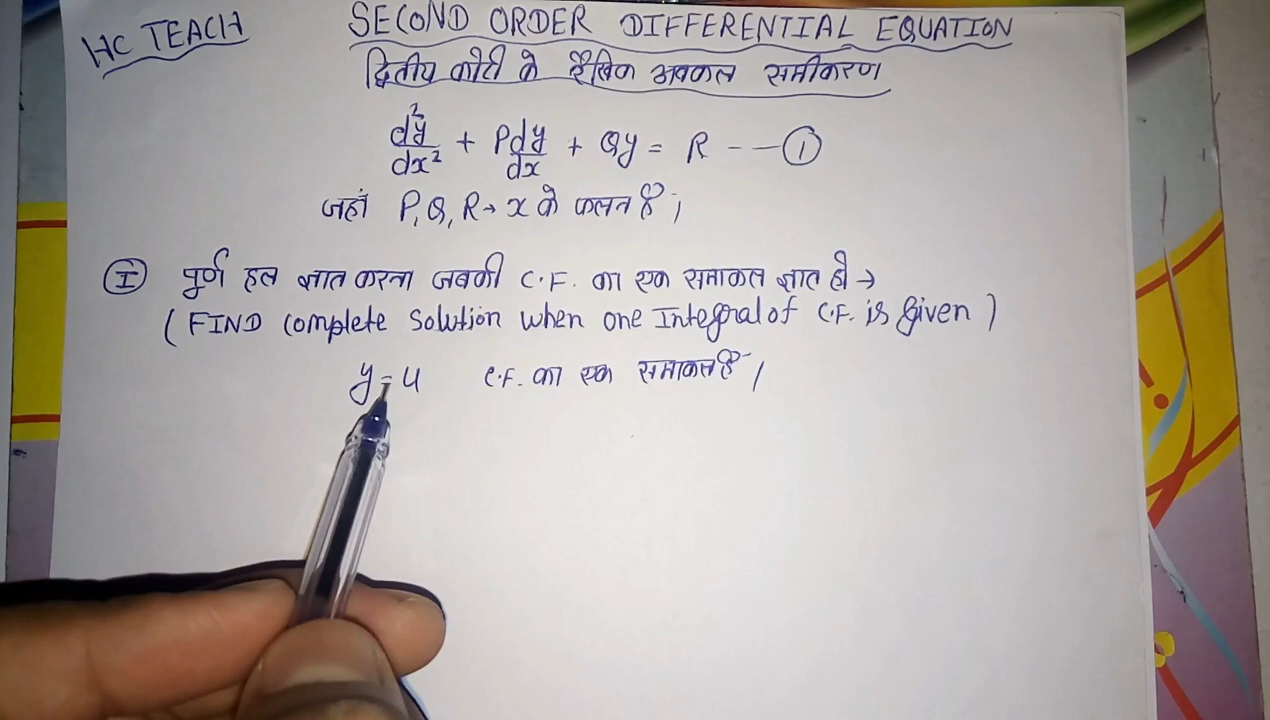 HC TEACH
SECOND ORDER DIFFERENTIAL EQUATION
द्वितीय कोटी के रैखिक अवकल समीकरण
d²y/dx² + P dy/dx + Qy = R - - - ①
जहाँ P, Q, R → x के फलन है,
Ⓘ पुर्ण हल ज्ञात करना जबकी C.F. का एक समाकल ज्ञात हो →
( FIND Complete Solution when one Integral of C.F. is Given )
y = u C.F. का एक समाकल है,